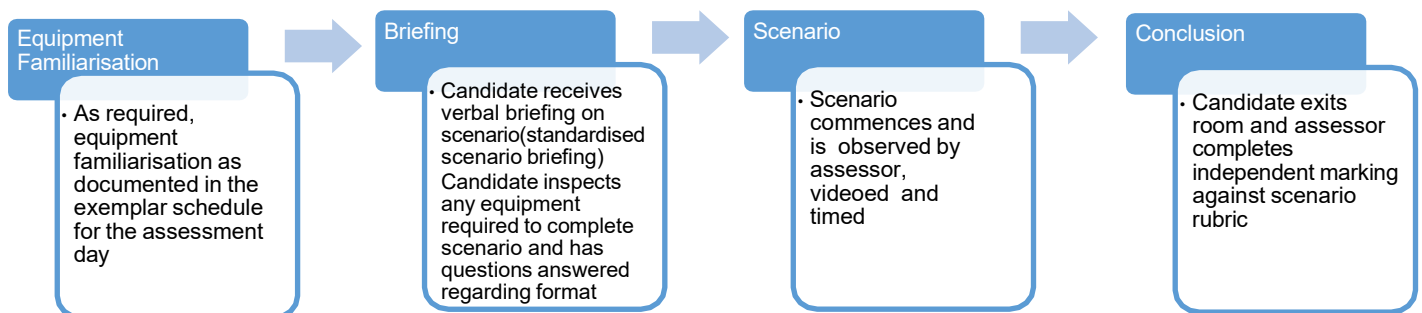 Equipment
Familiarisation
• As required,
equipment
familiarisation as
documented in the
exemplar schedule
for the assessment
day
Briefing
• Candidate receives
verbal briefing on
scenario(standardised
scenario briefing)
Candidate inspects
any equipment
required to complete
scenario and has
questions answered
regarding format
Scenario
• Scenario
commences and
is observed by
assessor,
videoed and
timed
Conclusion
• Candidate exits
room and assessor
completes
independent marking
against scenario
rubric